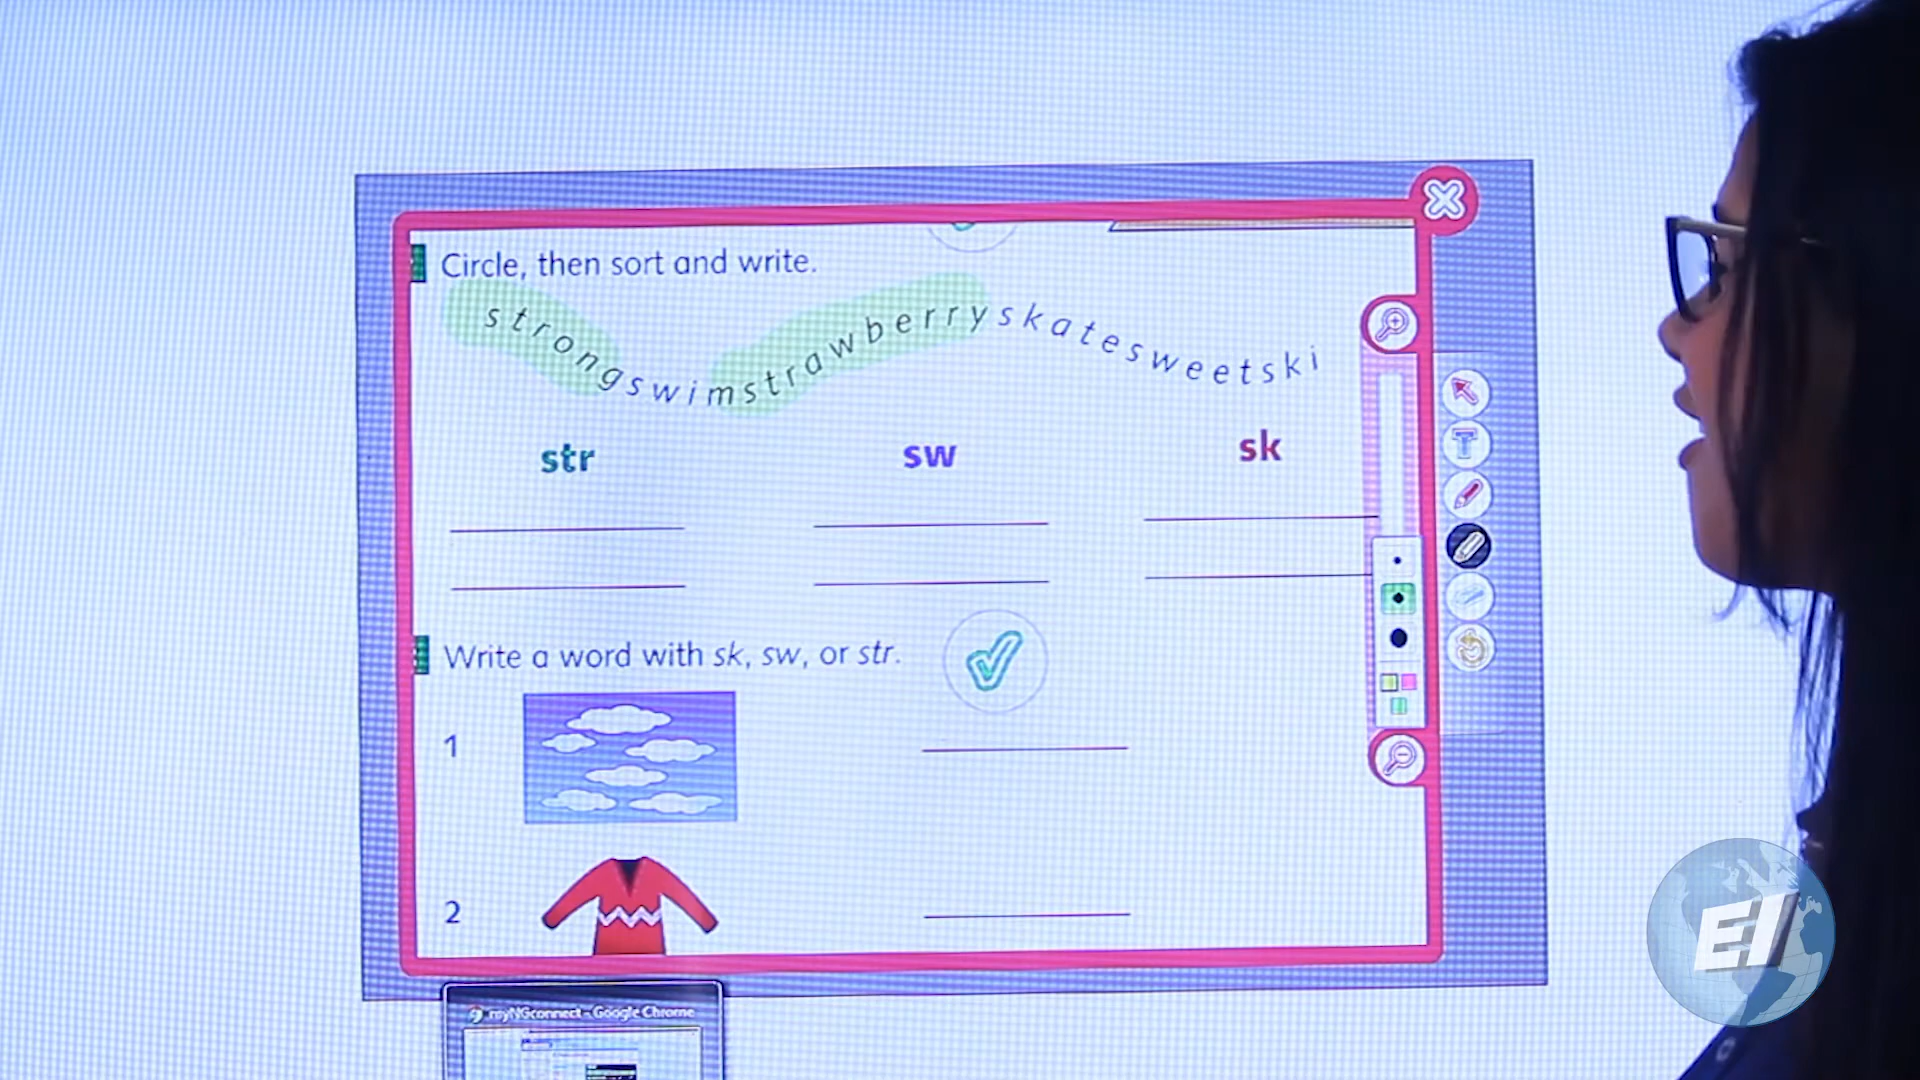 Circle, then sort and write.
strongswimstrawberryskatesweetski
str sw sk
Write a word with sk, sw, or str.
1
2
EI
myNGconnect - Google Chrome